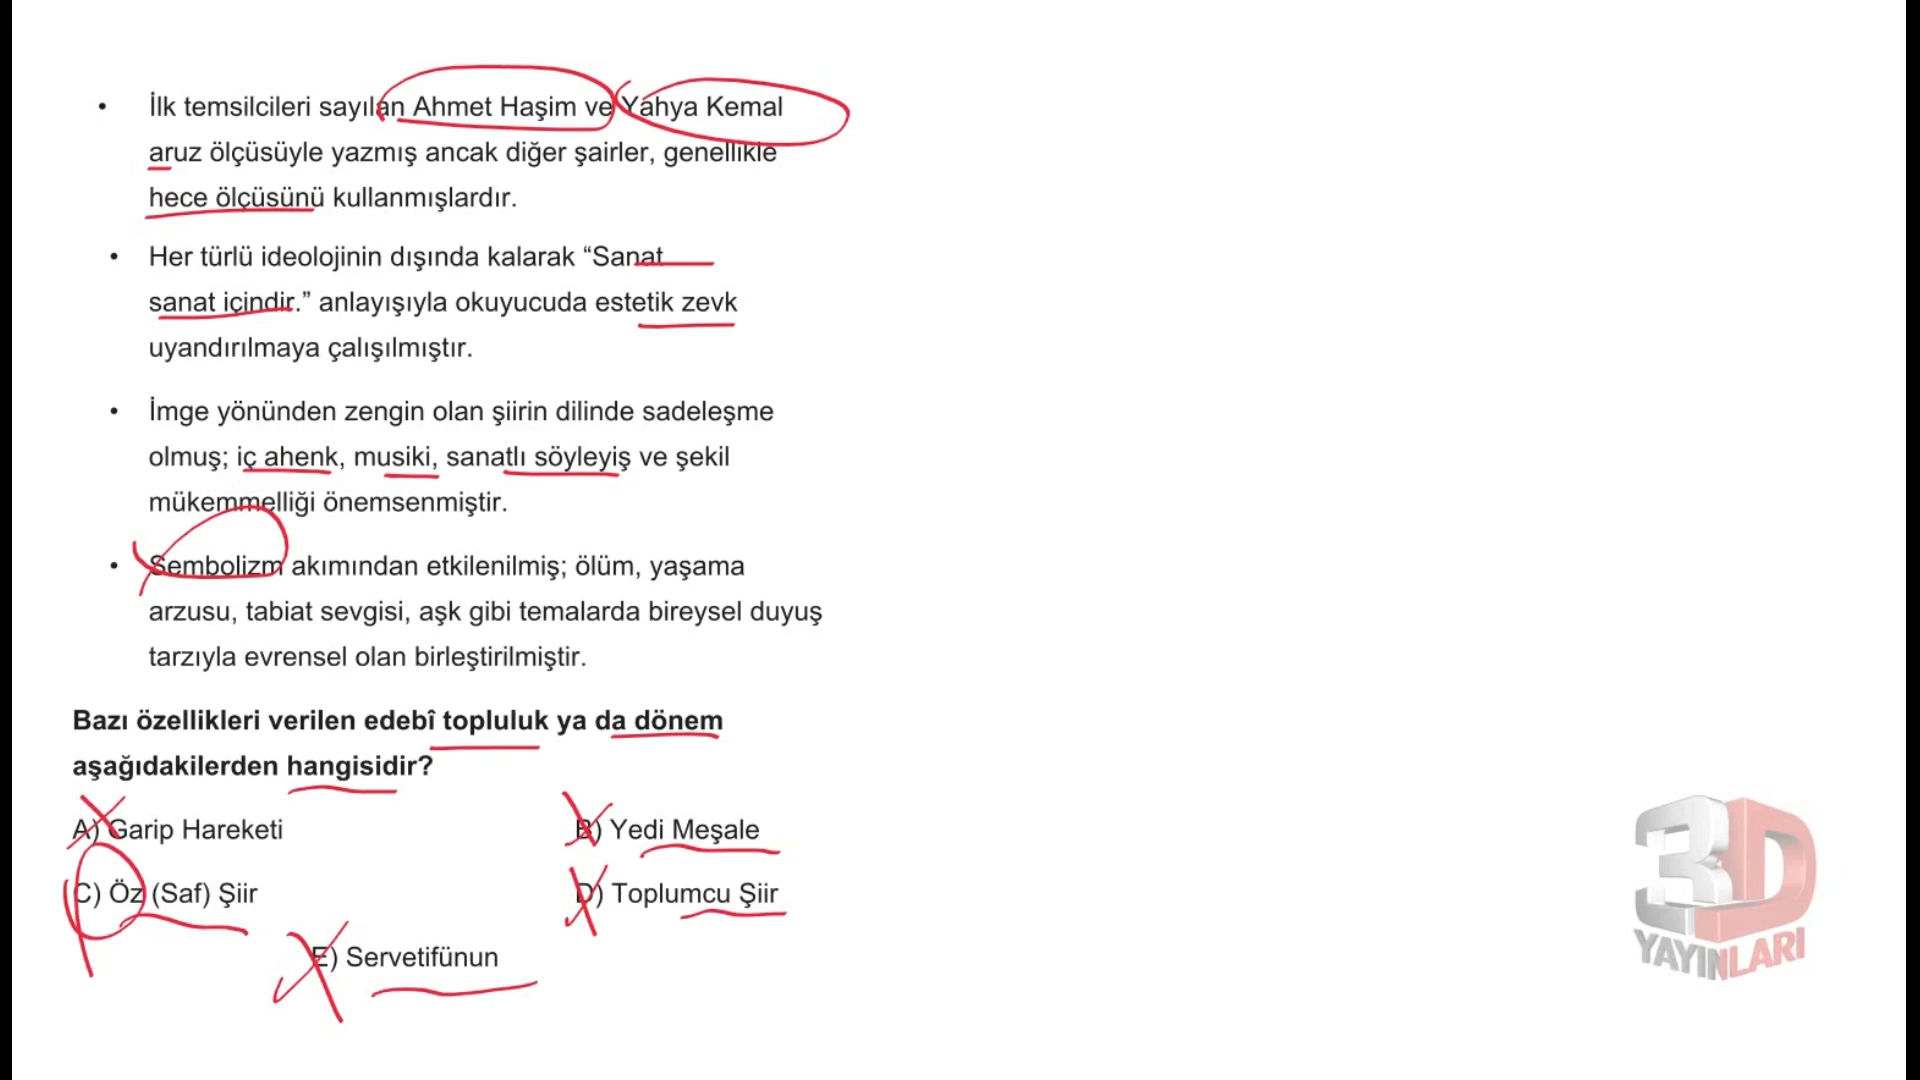 • İlk temsilcileri sayılan Ahmet Haşim ve Yahya Kemal
aruz ölçüsüyle yazmış ancak diğer şairler, genellikle
hece ölçüsünü kullanmışlardır.
• Her türlü ideolojinin dışında kalarak “Sanat
sanat içindir.” anlayışıyla okuyucuda estetik zevk
uyandırılmaya çalışılmıştır.
• İmge yönünden zengin olan şiirin dilinde sadeleşme
olmuş; iç ahenk, musiki, sanatlı söyleyiş ve şekil
mükemmelliği önemsenmiştir.
• Sembolizm akımından etkilenilmiş; ölüm, yaşama
arzusu, tabiat sevgisi, aşk gibi temalarda bireysel duyuş
tarzıyla evrensel olan birleştirilmiştir.
Bazı özellikleri verilen edebî topluluk ya da dönem
aşağıdakilerden hangisidir?
A) Garip Hareketi B) Yedi Meşale
C) Öz (Saf) Şiir D) Toplumcu Şiir
E) Servetifünun
3D
YAYINLARI